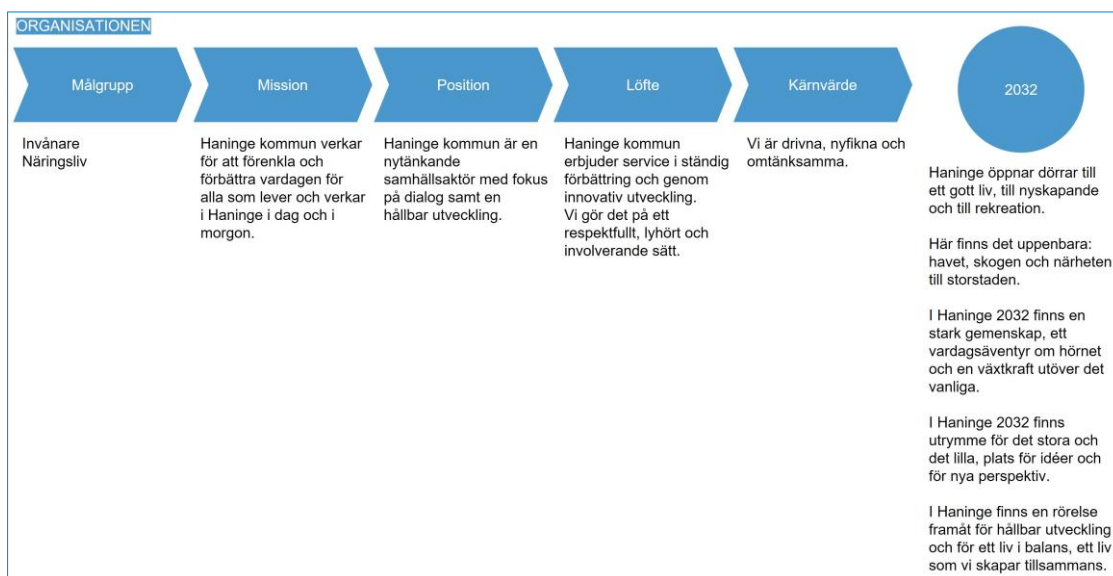 ORGANISATIONEN
Målgrupp
Mission
Position
Löfte
Kärnvärde
2032
Invånare
Näringsliv
Haninge kommun verkar
för att förenkla och
förbättra vardagen för
alla som lever och verkar
i Haninge i dag och i
morgon.
Haninge kommun är en
nytänkande
samhällsaktör med fokus
på dialog samt en
hållbar utveckling.
Haninge kommun
erbjuder service i ständig
förbättring och genom
innovativ utveckling.
Vi gör det på ett
respektfullt, lyhört och
involverande sätt.
Vi är drivna, nyfikna och
omtänksamma.
Haninge öppnar dörrar till
ett gott liv, till nyskapande
och till rekreation.
Här finns det uppenbara:
havet, skogen och närheten
till storstaden.
I Haninge 2032 finns en
stark gemenskap, ett
vardagsäventyr om hörnet
och en växtkraft utöver det
vanliga.
I Haninge 2032 finns
utrymme för det stora och
det lilla, plats för idéer och
för nya perspektiv.
I Haninge finns en rörelse
framåt för hållbar utveckling
och för ett liv i balans, ett liv
som vi skapar tillsammans.